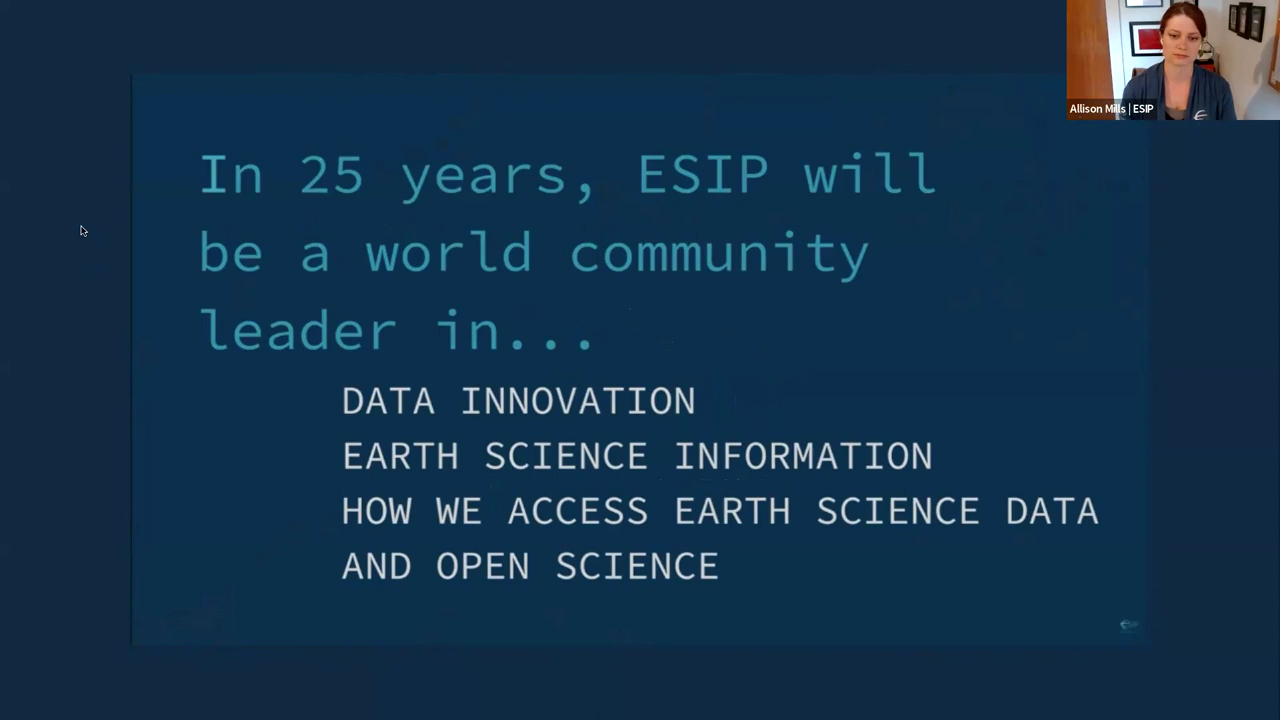 Allison Mills | ESIP
In 25 years, ESIP will
be a world community
leader in...
DATA INNOVATION
EARTH SCIENCE INFORMATION
HOW WE ACCESS EARTH SCIENCE DATA
AND OPEN SCIENCE